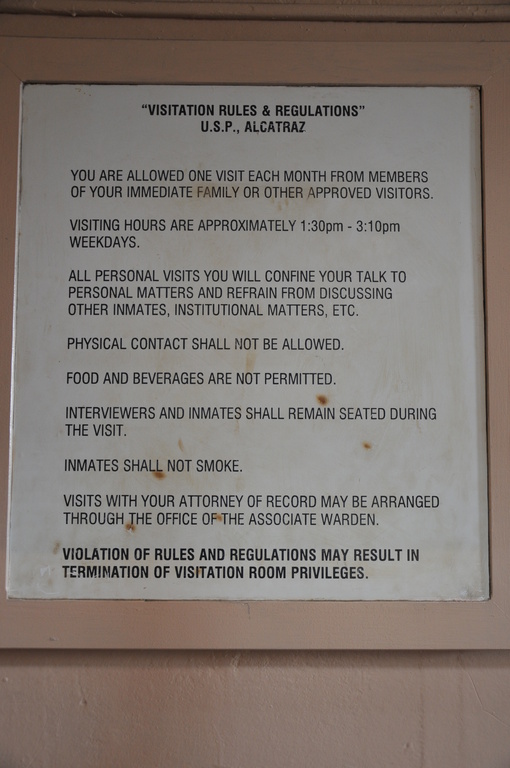 "VISITATION RULES & REGULATIONS"
U.S.P., ALCATRAZ
YOU ARE ALLOWED ONE VISIT EACH MONTH FROM MEMBERS
OF YOUR IMMEDIATE FAMILY OR OTHER APPROVED VISITORS.
VISITING HOURS ARE APPROXIMATELY 1:30pm - 3:10pm
WEEKDAYS.
ALL PERSONAL VISITS YOU WILL CONFINE YOUR TALK TO
PERSONAL MATTERS AND REFRAIN FROM DISCUSSING
OTHER INMATES, INSTITUTIONAL MATTERS, ETC.
PHYSICAL CONTACT SHALL NOT BE ALLOWED.
FOOD AND BEVERAGES ARE NOT PERMITTED.
INTERVIEWERS AND INMATES SHALL REMAIN SEATED DURING
THE VISIT.
INMATES SHALL NOT SMOKE.
VISITS WITH YOUR ATTORNEY OF RECORD MAY BE ARRANGED
THROUGH THE OFFICE OF THE ASSOCIATE WARDEN.
VIOLATION OF RULES AND REGULATIONS MAY RESULT IN
TERMINATION OF VISITATION ROOM PRIVILEGES.